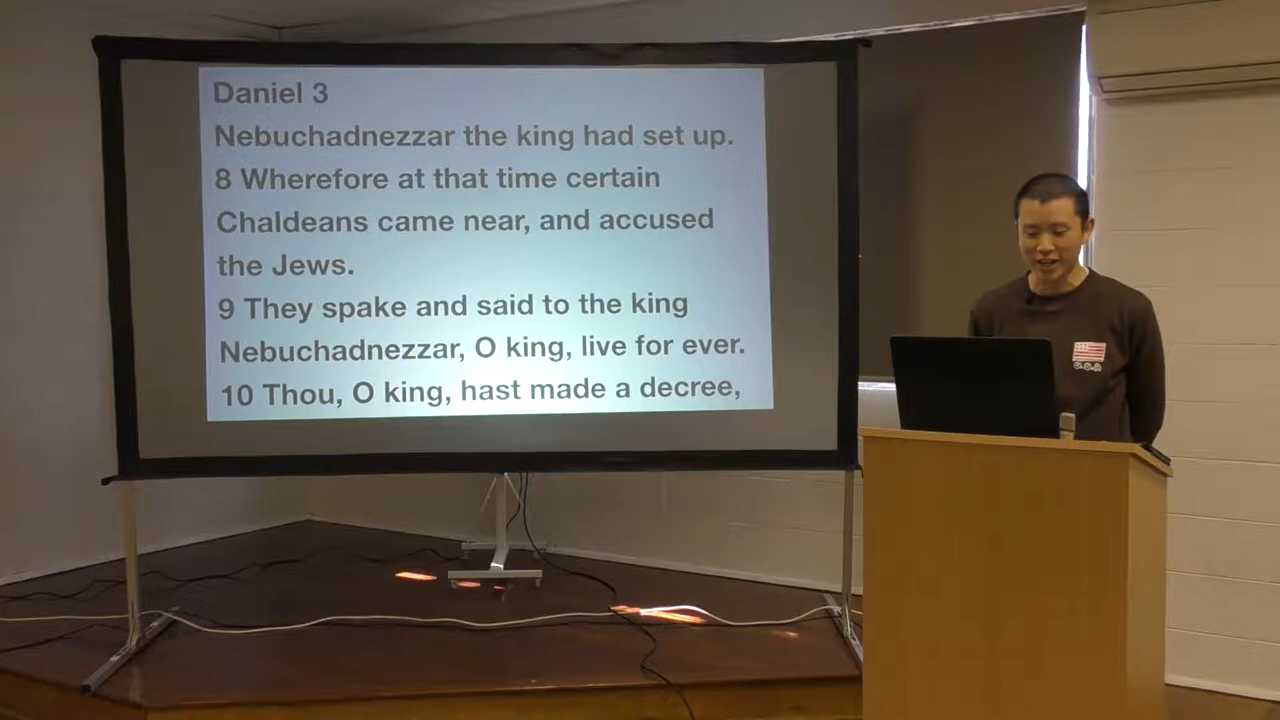 Daniel 3
Nebuchadnezzar the king had set up.
8 Wherefore at that time certain
Chaldeans came near, and accused
the Jews.
9 They spake and said to the king
Nebuchadnezzar, O king, live for ever.
10 Thou, O king, hast made a decree,
U.S.A